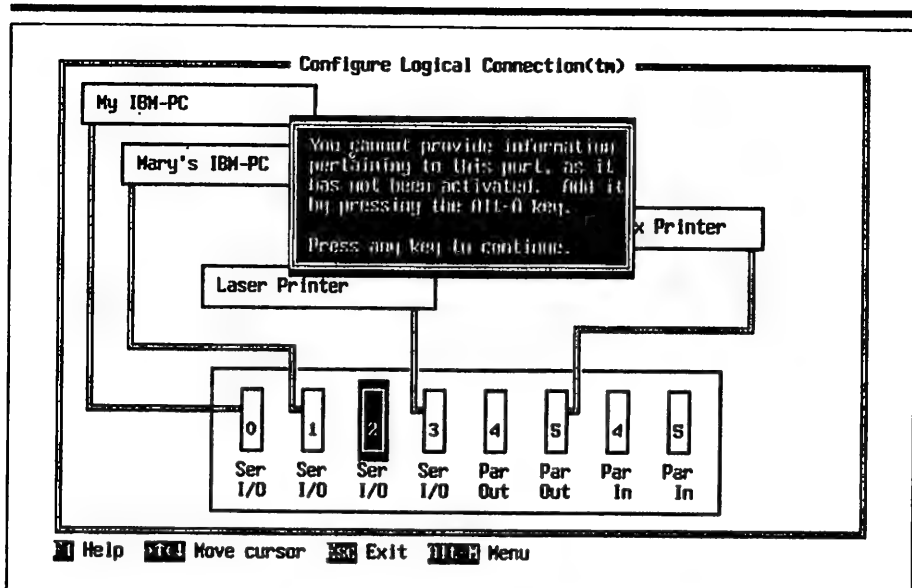 Configure Logical Connection(tm)
My IBM-PC
You cannot provide information
pertaining to this port, as it
has not been activated. Add it
by pressing the Alt-A key.
Press any key to continue.
Mary's IBM-PC
x Printer
Laser Printer
0 1 2 3 4 5 4 5
Ser Ser Ser Ser Par Par Par Par
I/O I/O I/O I/O Out Out In In
Help Move cursor ESC Exit Alt-M Menu